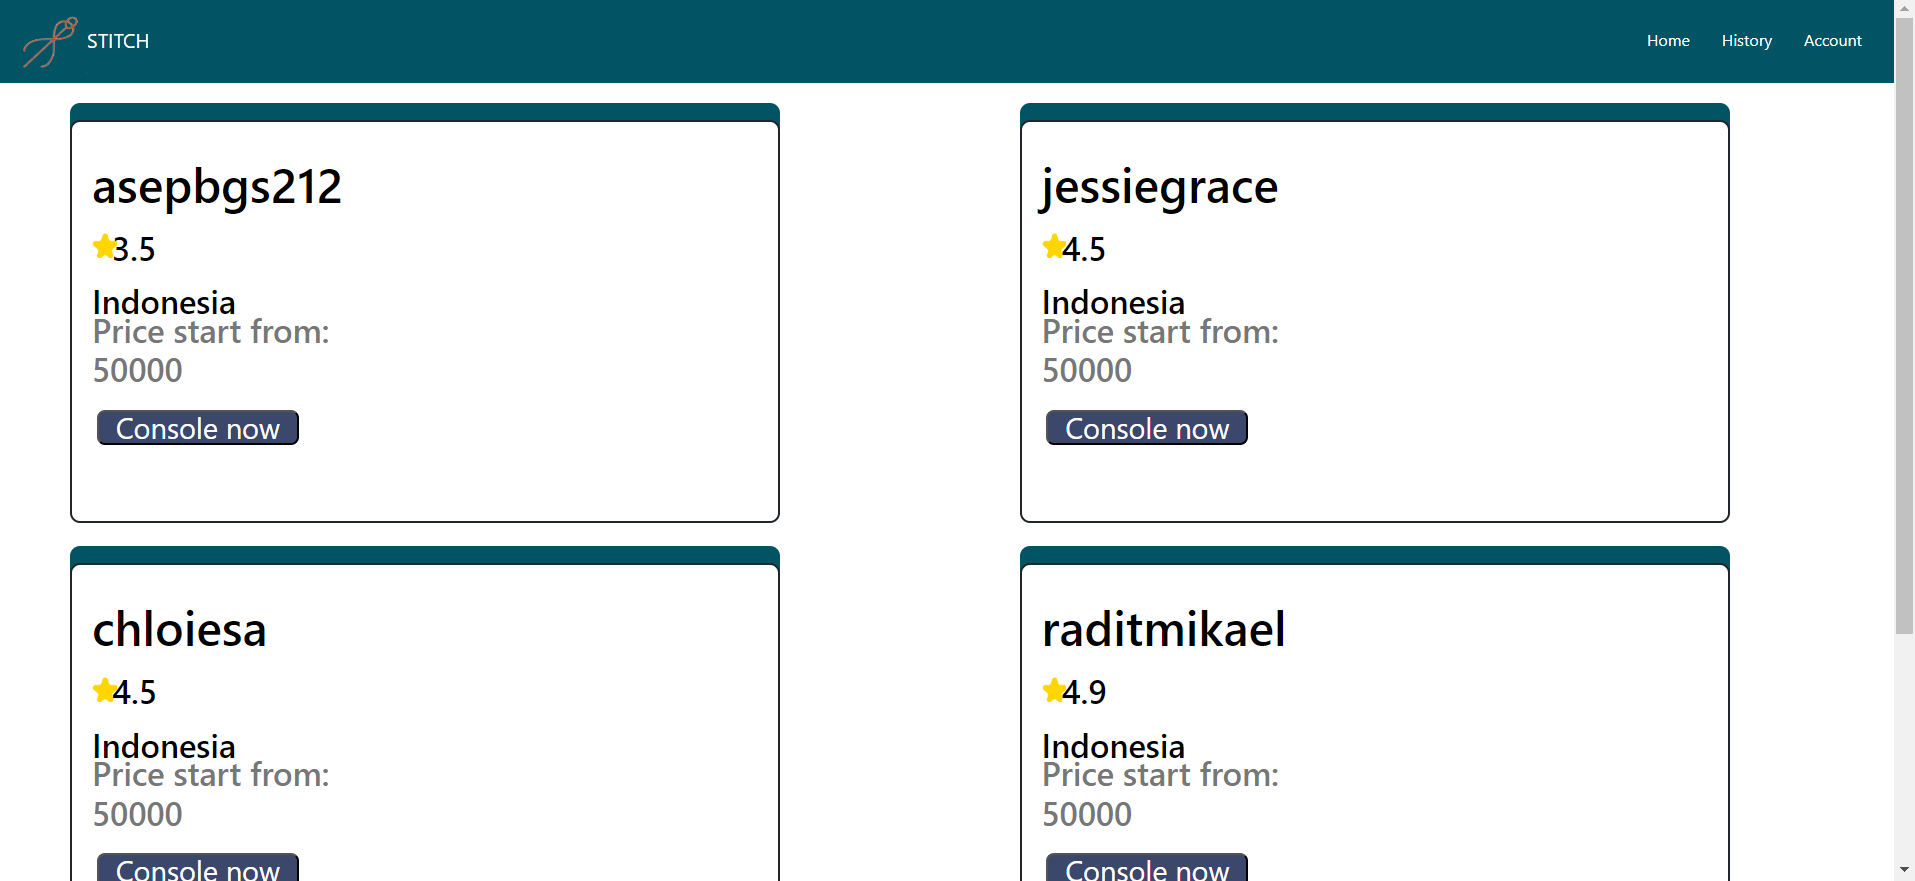 STITCH
Home
History
Account
asepbgs212
3.5
Indonesia
Price start from:
50000
Console now
jessiegrace
4.5
Indonesia
Price start from:
50000
Console now
chloiesa
4.5
Indonesia
Price start from:
50000
Console now
raditmikael
4.9
Indonesia
Price start from:
50000
Console now